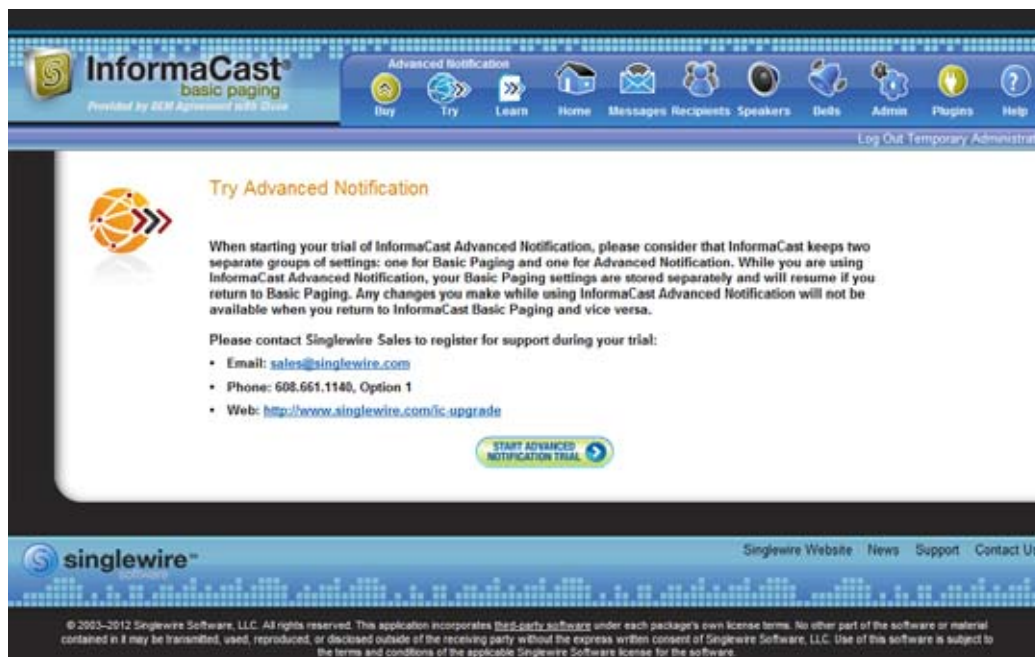 InformaCast®
basic paging
Provided by OEM Agreement with Cisco
Advanced Notification
Buy Try Learn Home Messages Recipients Speakers Bells Admin Plugins Help
Log Out Temporary Administrat
Try Advanced Notification
When starting your trial of InformaCast Advanced Notification, please consider that InformaCast keeps two
separate groups of settings: one for Basic Paging and one for Advanced Notification. While you are using
InformaCast Advanced Notification, your Basic Paging settings are stored separately and will resume if you
return to Basic Paging. Any changes you make while using InformaCast Advanced Notification will not be
available when you return to InformaCast Basic Paging and vice versa.
Please contact Singlewire Sales to register for support during your trial:
• Email: sales@singlewire.com
• Phone: 608.661.1140, Option 1
• Web: http://www.singlewire.com/ic-upgrade
START ADVANCED
NOTIFICATION TRIAL
singlewire™
software
Singlewire Website News Support Contact Us
© 2003–2012 Singlewire Software, LLC. All rights reserved. This application incorporates third-party software under each package's own license terms. No other part of the software or material
contained in it may be transmitted, used, reproduced, or disclosed outside of the receiving party without the express written consent of Singlewire Software, LLC. Use of this software is subject to
the terms and conditions of the applicable Singlewire Software license for the software.